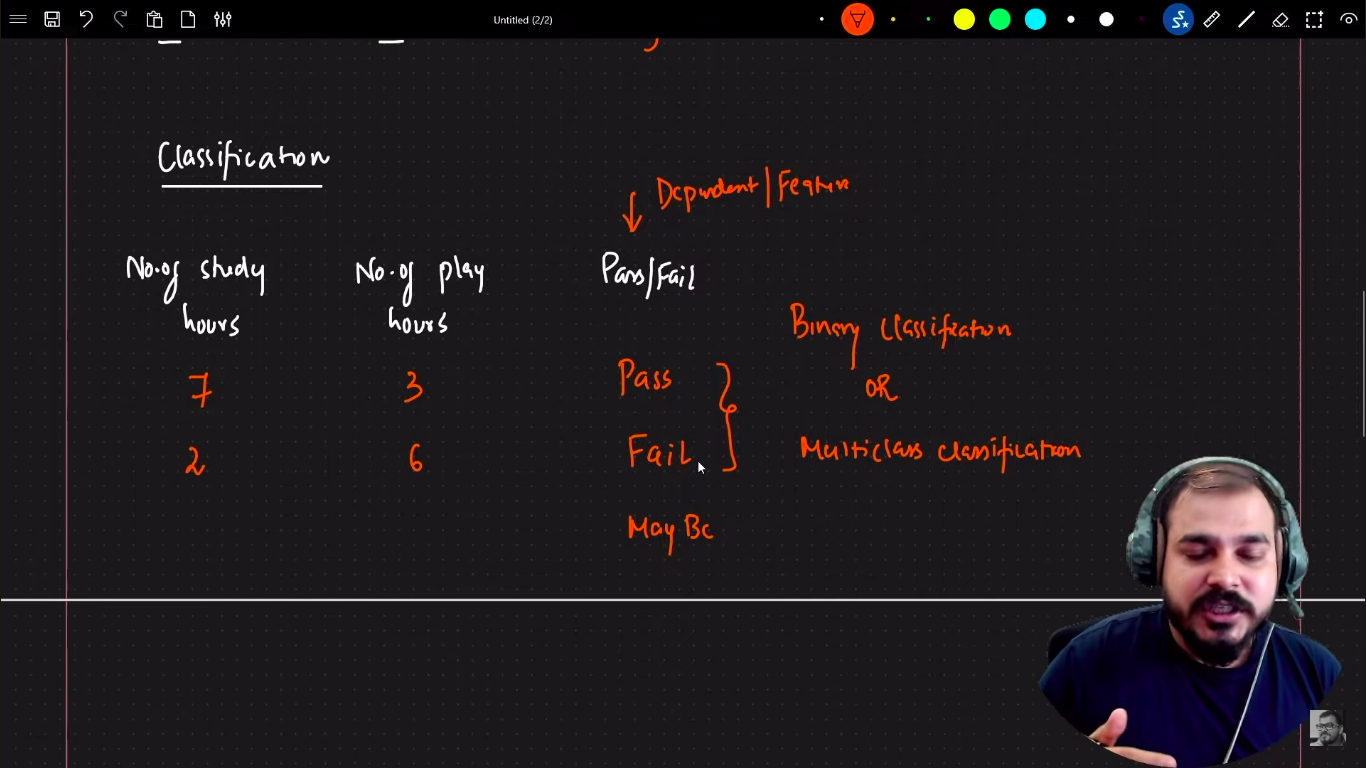 Untitled (2/2)
Classification
Dependent/Feature
No.of study hours
No.of play hours
Pass/Fail
Binary Classification
7
3
Pass
OR
2
6
Fail
Multiclass Classification
May Be